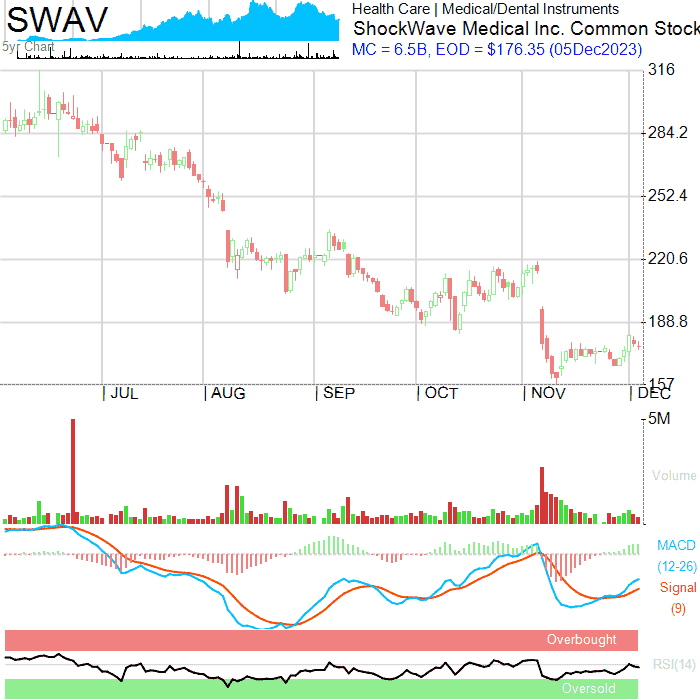 SWAV
5yr Chart
Health Care | Medical/Dental Instruments
ShockWave Medical Inc. Common Stock
MC = 6.5B, EOD = $176.35 (05Dec2023)
316
284.2
252.4
220.6
188.8
157
| JUL | AUG | SEP | OCT | NOV | DEC
5M
Volume
MACD
(12-26)
Signal
(9)
Overbought
RSI(14)
Oversold